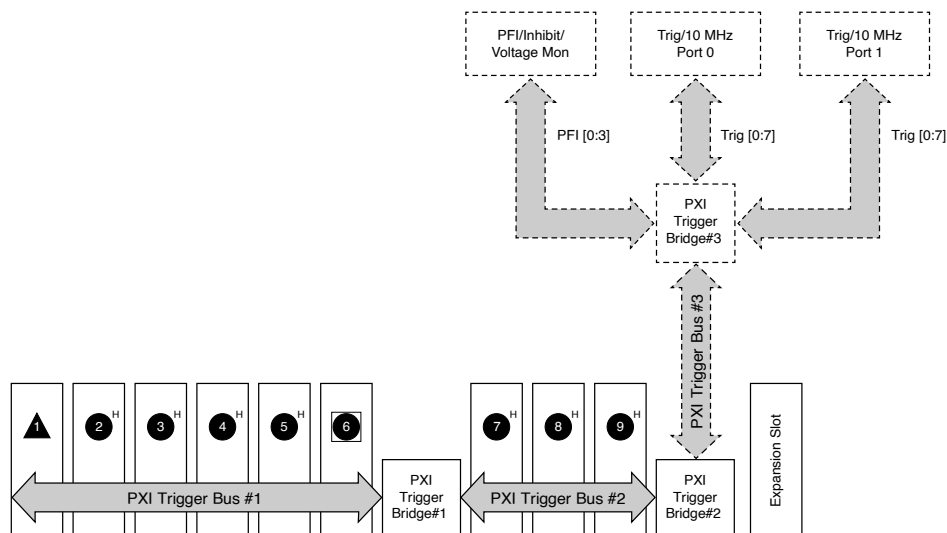 PFI/Inhibit/
Voltage Mon
Trig/10 MHz
Port 0
Trig/10 MHz
Port 1
PFI [0:3]
Trig [0:7]
Trig [0:7]
PXI
Trigger
Bridge#3
PXI Trigger Bus #3
1
2 H
3 H
4 H
5 H
6
7 H
8 H
9 H
Expansion Slot
PXI Trigger Bus #1
PXI
Trigger
Bridge#1
PXI Trigger Bus #2
PXI
Trigger
Bridge#2